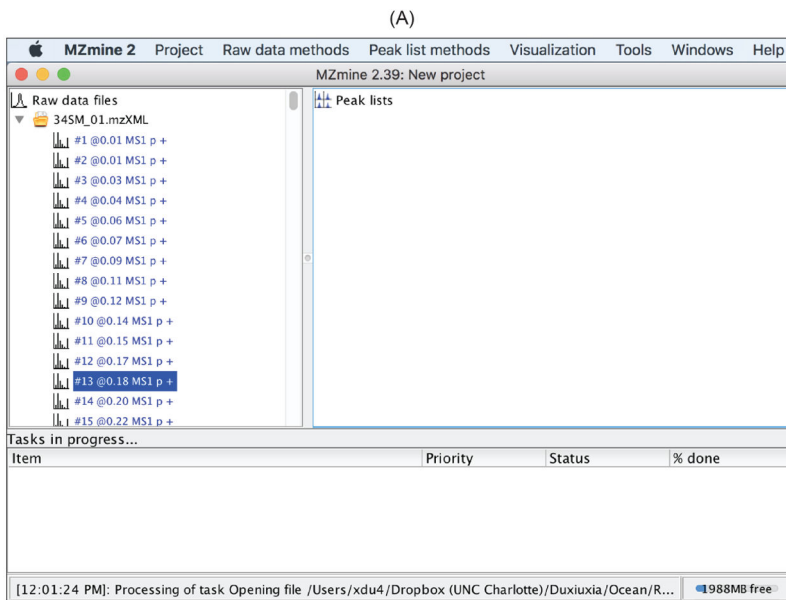 (A)
MZmine 2 Project Raw data methods Peak list methods Visualization Tools Windows Help
MZmine 2.39: New project
Raw data files
34SM_01.mzXML
#1 @0.01 MS1 p +
#2 @0.01 MS1 p +
#3 @0.03 MS1 p +
#4 @0.04 MS1 p +
#5 @0.06 MS1 p +
#6 @0.07 MS1 p +
#7 @0.09 MS1 p +
#8 @0.11 MS1 p +
#9 @0.12 MS1 p +
#10 @0.14 MS1 p +
#11 @0.15 MS1 p +
#12 @0.17 MS1 p +
#13 @0.18 MS1 p +
#14 @0.20 MS1 p +
#15 @0.22 MS1 p +
Peak lists
Tasks in progress...
Item Priority Status % done
[12:01:24 PM]: Processing of task Opening file /Users/xdu4/Dropbox (UNC Charlotte)/Duxiuxia/Ocean/R... 1988MB free